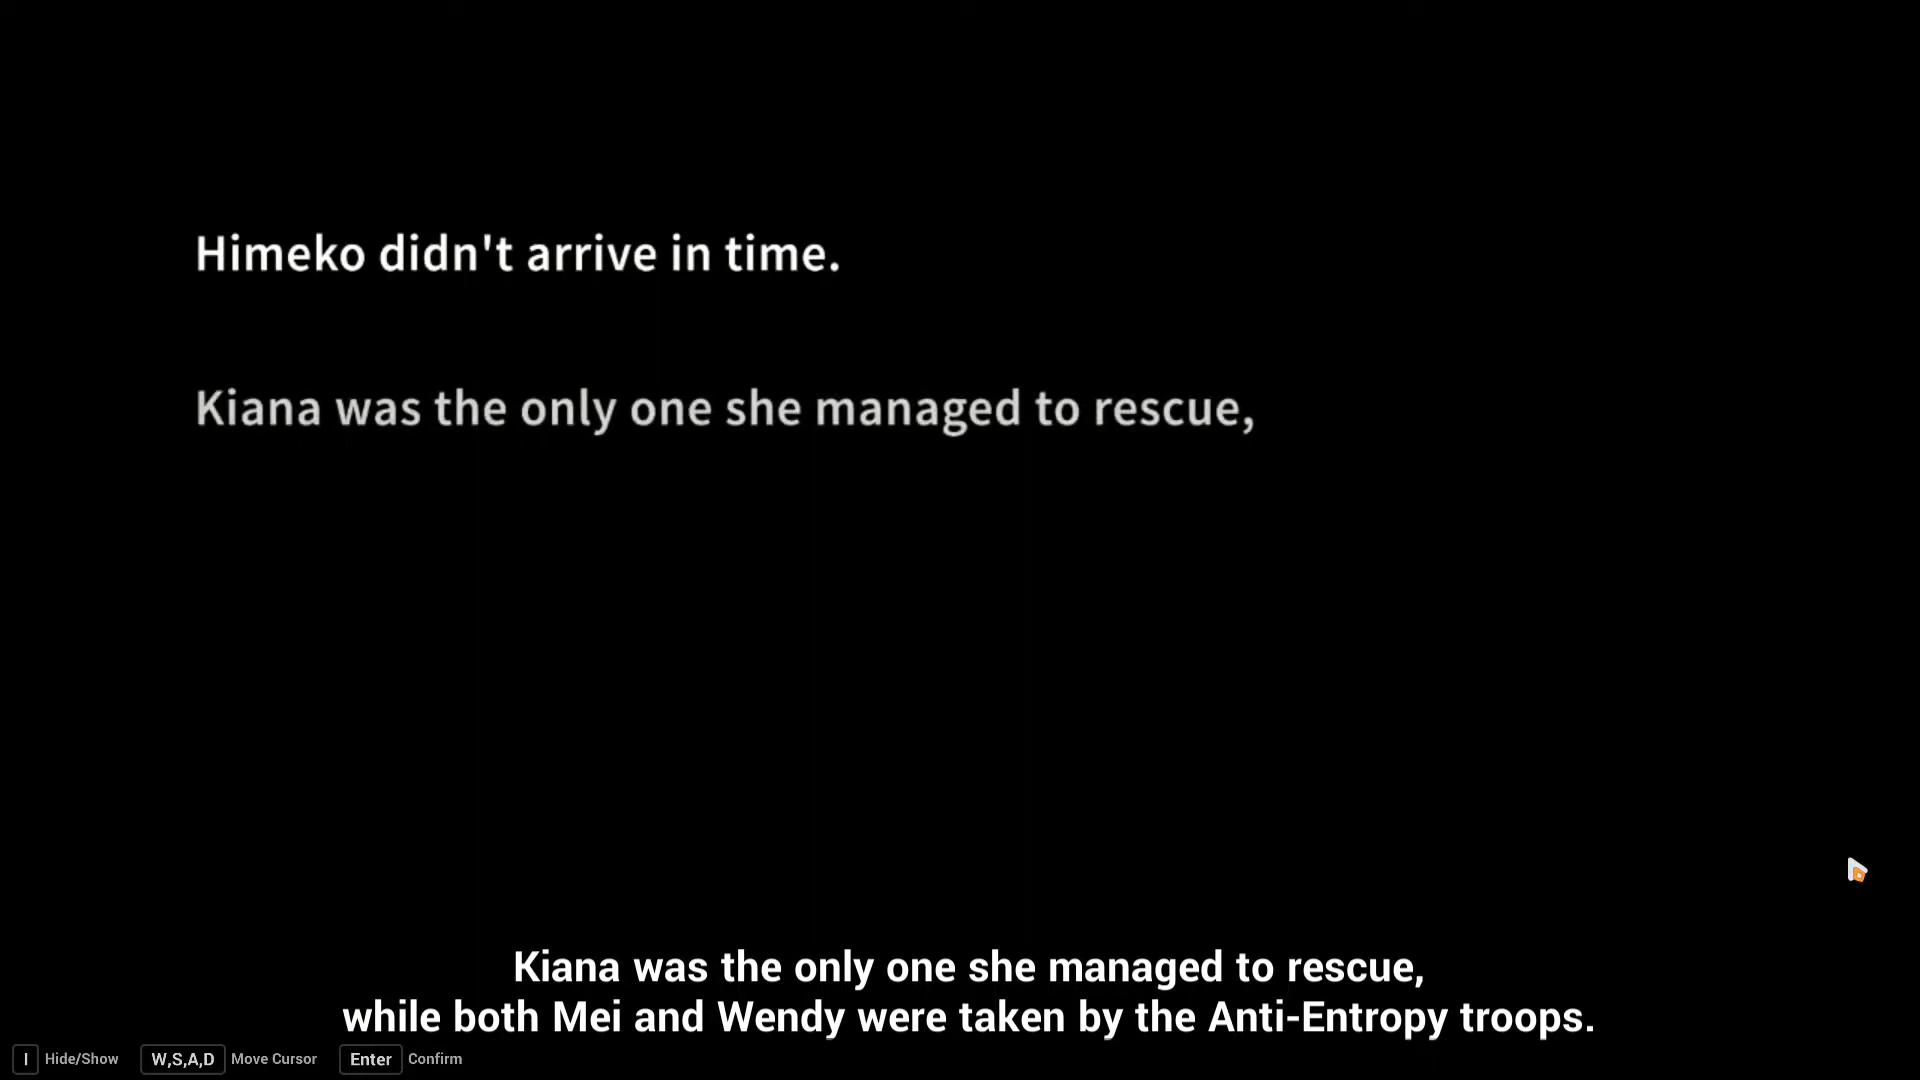 Himeko didn't arrive in time.
Kiana was the only one she managed to rescue,
Kiana was the only one she managed to rescue,
while both Mei and Wendy were taken by the Anti-Entropy troops.
I Hide/Show W,S,A,D Move Cursor Enter Confirm